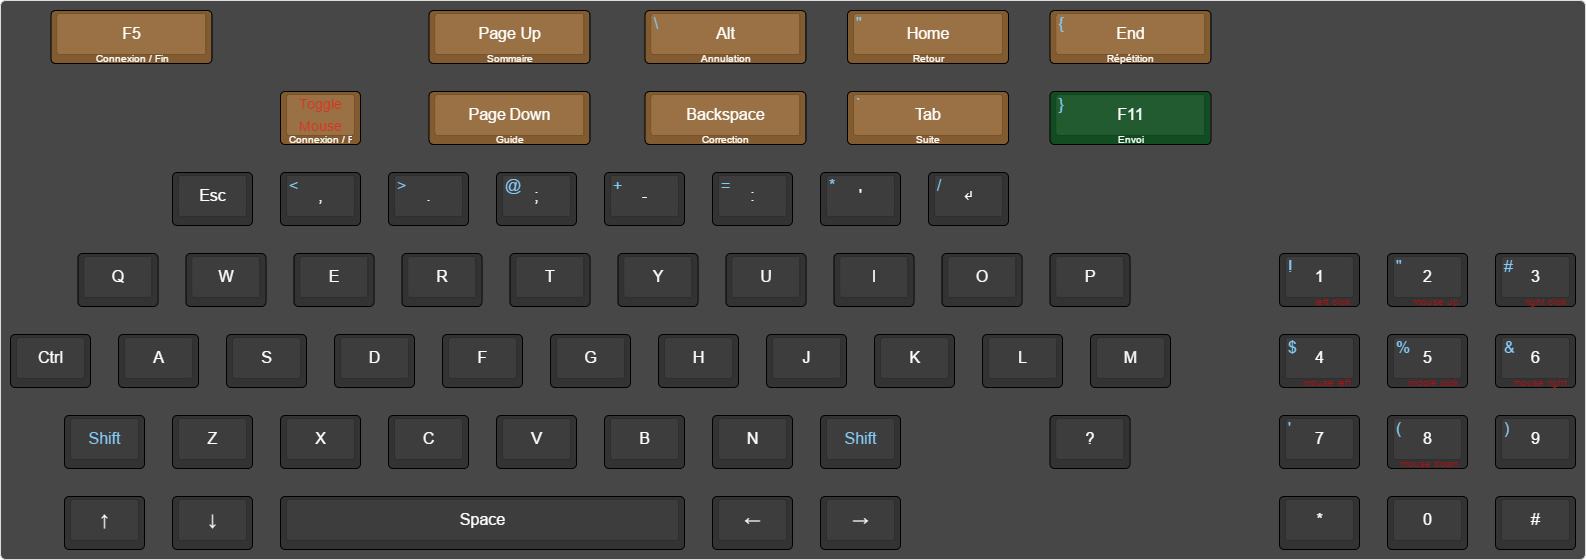 F5
Connexion / Fin
Page Up
Sommaire
\ Alt
Annulation
" Home
Retour
{ End
Répétition
Toggle
Mouse
Connexion / F
Page Down
Guide
Backspace
Correction
` Tab
Suite
} F11
Envoi
Esc
< ,
> .
@ ;
+ -
= :
* '
/ ↵
Q W E R T Y U I O P
! 1
left click
" 2
mouse up
# 3
right click
Ctrl A S D F G H J K L M
$ 4
mouse left
% 5
middle click
& 6
mouse right
Shift Z X C V B N Shift ?
' 7
( 8
mouse down
) 9
↑ ↓ Space ← → * 0 #